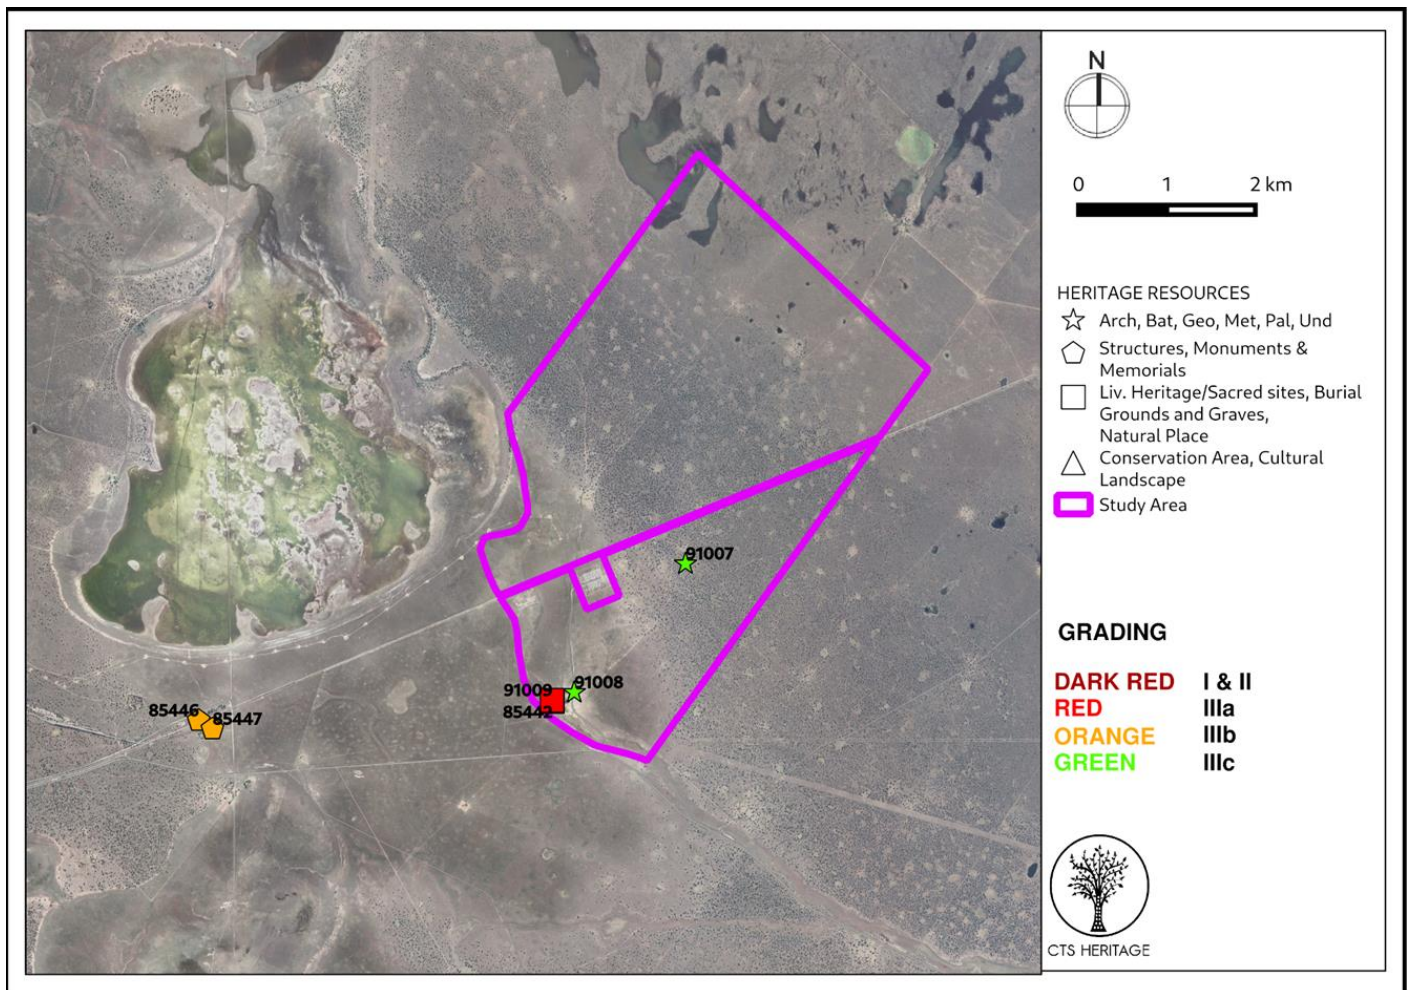 N
0 1 2 km
HERITAGE RESOURCES
Arch, Bat, Geo, Met, Pal, Und
Structures, Monuments &
Memorials
Liv. Heritage/Sacred sites, Burial
Grounds and Graves,
Natural Place
Conservation Area, Cultural
Landscape
Study Area
GRADING
DARK RED I & II
RED IIIa
ORANGE IIIb
GREEN IIIc
CTS HERITAGE
91007
91008
91009
85442
85446
85447